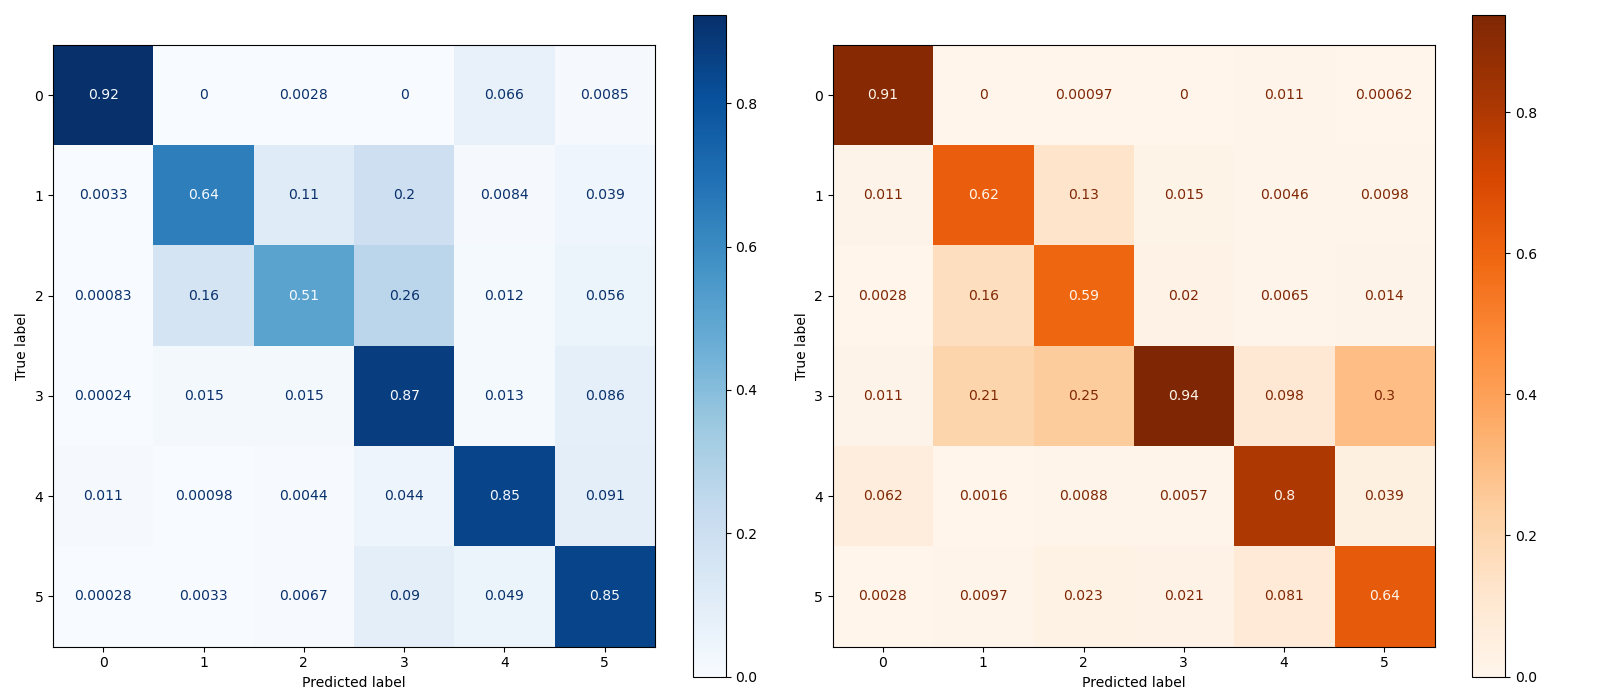 0 0.92 0 0.0028 0 0.066 0.0085
1 0.0033 0.64 0.11 0.2 0.0084 0.039
2 0.00083 0.16 0.51 0.26 0.012 0.056
3 0.00024 0.015 0.015 0.87 0.013 0.086
4 0.011 0.00098 0.0044 0.044 0.85 0.091
5 0.00028 0.0033 0.0067 0.09 0.049 0.85
0 1 2 3 4 5
True label
Predicted label
0.8
0.6
0.4
0.2
0.0
0 0.91 0 0.00097 0 0.011 0.00062
1 0.011 0.62 0.13 0.015 0.0046 0.0098
2 0.0028 0.16 0.59 0.02 0.0065 0.014
3 0.011 0.21 0.25 0.94 0.098 0.3
4 0.062 0.0016 0.0088 0.0057 0.8 0.039
5 0.0028 0.0097 0.023 0.021 0.081 0.64
0 1 2 3 4 5
True label
Predicted label
0.8
0.6
0.4
0.2
0.0